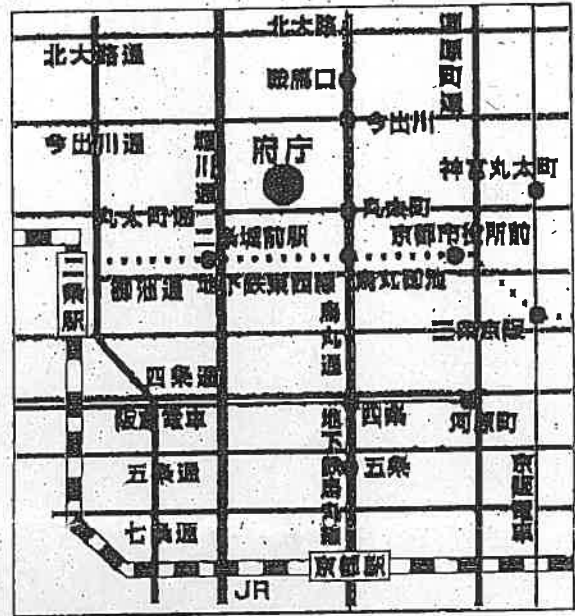 北大路
河原町通
北大路通
鞍馬口
今出川
今出川通
堀川通
府庁
神宮丸太町
丸太町
丸太町通
二条城前駅
京都市役所前
二条駅
御池通
地下鉄東西線
烏丸御池
三条京阪
烏丸通
四条通
阪急電車
四条
河原町
地下鉄烏丸線
五条通
五条
七条通
京都駅
JR